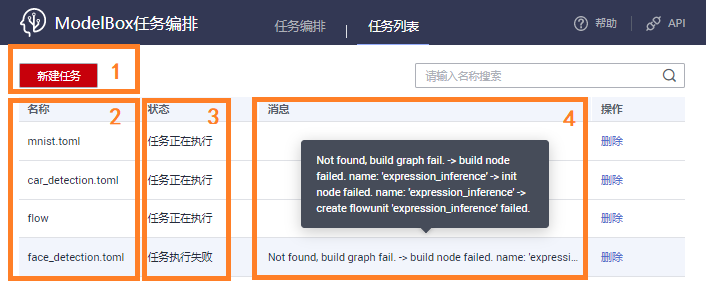 ModelBox任务编排
任务编排
任务列表
帮助
API
新建任务
1
请输入名称搜索
名称
2
状态
3
消息
4
操作
mnist.toml
任务正在执行
删除
car_detection.toml
任务正在执行
删除
Not found, build graph fail. -> build node
failed. name: 'expression_inference' -> init
node failed. name: 'expression_inference' ->
create flowunit 'expression_inference' failed.
flow
任务正在执行
删除
face_detection.toml
任务执行失败
Not found, build graph fail. -> build node failed. name: 'expressi...
删除